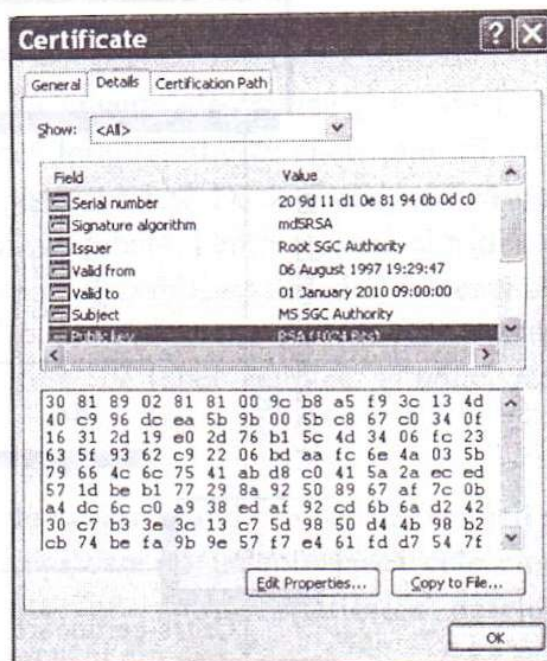 Certificate
General Details Certification Path
Show: <All>
Field Value
Serial number 20 9d 11 d1 0e 81 94 0b 0d c0
Signature algorithm mdSRSA
Issuer Root SGC Authority
Valid from 06 August 1997 19:29:47
Valid to 01 January 2010 09:00:00
Subject MS SGC Authority
Public key RSA (1024 Bits)
30 81 89 02 81 81 00 9c b8 a5 f9 3c 13 4d
40 c9 96 dc ea 5b 9b 00 5b c8 67 c0 34 0f
16 31 2d 19 e0 2d 76 b1 5c 4d 34 06 fc 23
63 5f 93 62 c9 22 06 bd aa fc 6e 4a 03 5b
79 66 4c 6c 75 41 ab d8 c0 41 5a 2a ec ed
57 1d be b1 77 29 8a 92 50 89 67 af 7c 0b
a4 dc 6c c0 a9 38 ed af 92 cd 6b 6a d2 42
30 c7 b3 3e 3c 13 c7 5d 98 50 d4 4b 98 b2
cb 74 be fa 9b 9e 57 f7 e4 61 fd d7 54 7f
Edit Properties... Copy to File...
OK